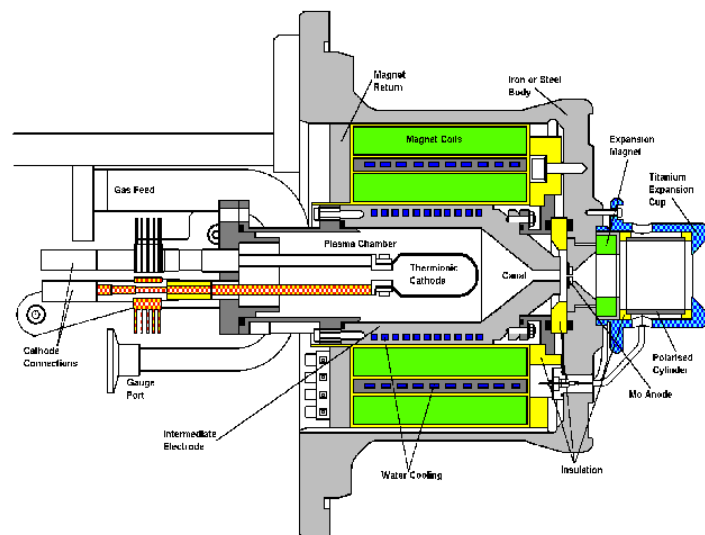 Magnet
Return
Iron or Steel
Body
Magnet Coils
Expansion
Magnet
Titanium
Expansion
Cup
Gas Feed
Plasma Chamber
Thermionic
Cathode
Canal
Cathode
Connections
Gauge
Port
Polarised
Cylinder
Mo Anode
Intermediate
Electrode
Water Cooling
Insulation